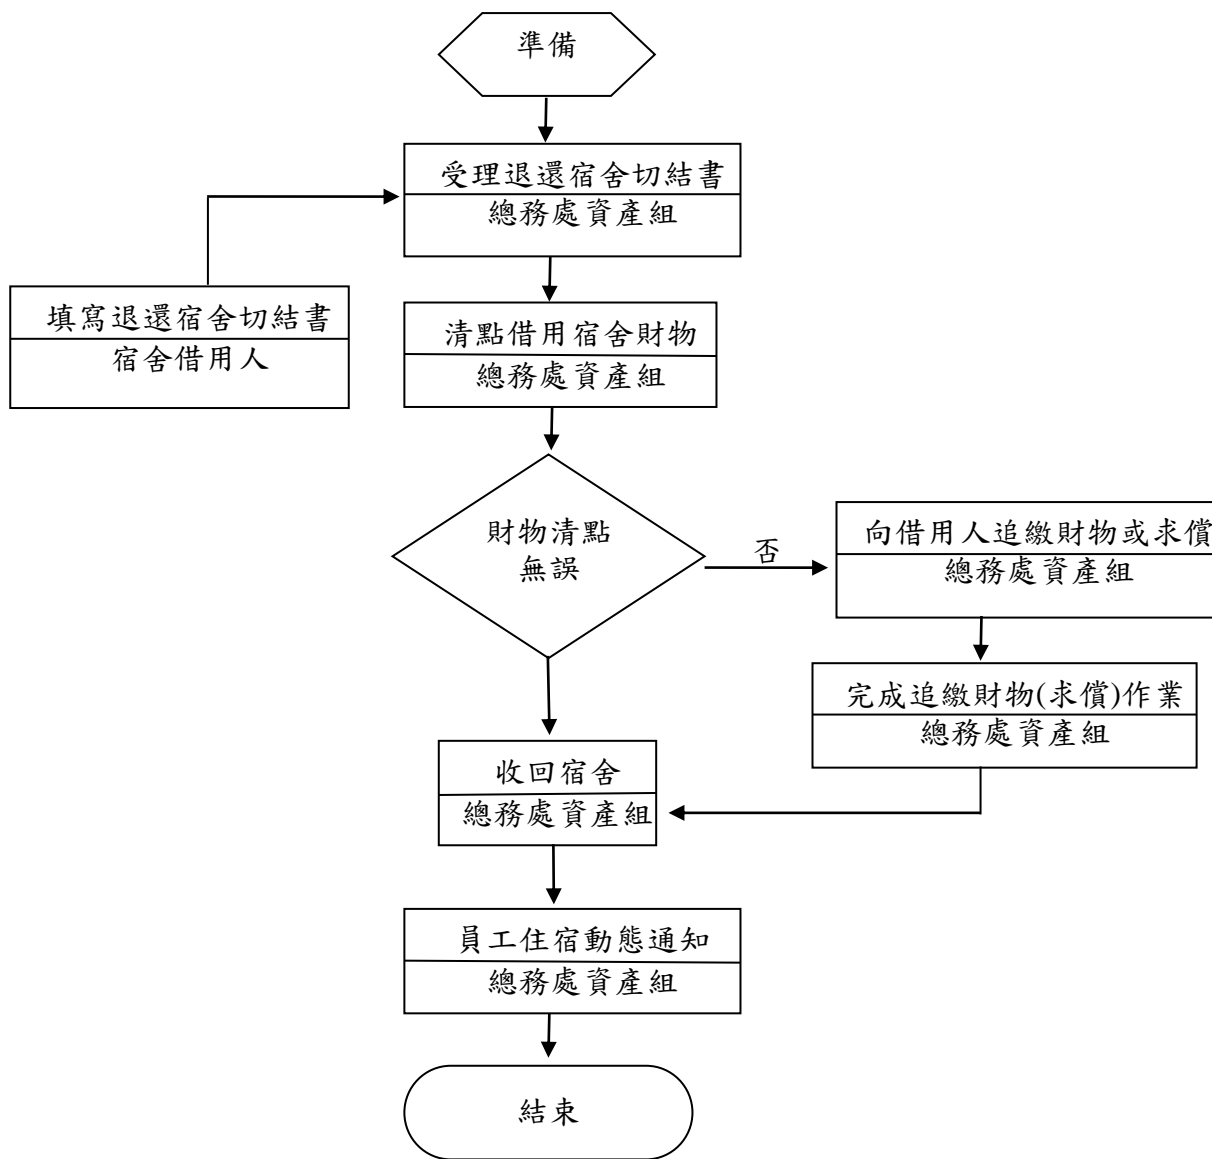 準備
受理退還宿舍切結書
總務處資產組
填寫退還宿舍切結書
宿舍借用人
清點借用宿舍財物
總務處資產組
財物清點
無誤
否
向借用人追繳財物或求償
總務處資產組
完成追繳財物(求償)作業
總務處資產組
收回宿舍
總務處資產組
員工住宿動態通知
總務處資產組
結束